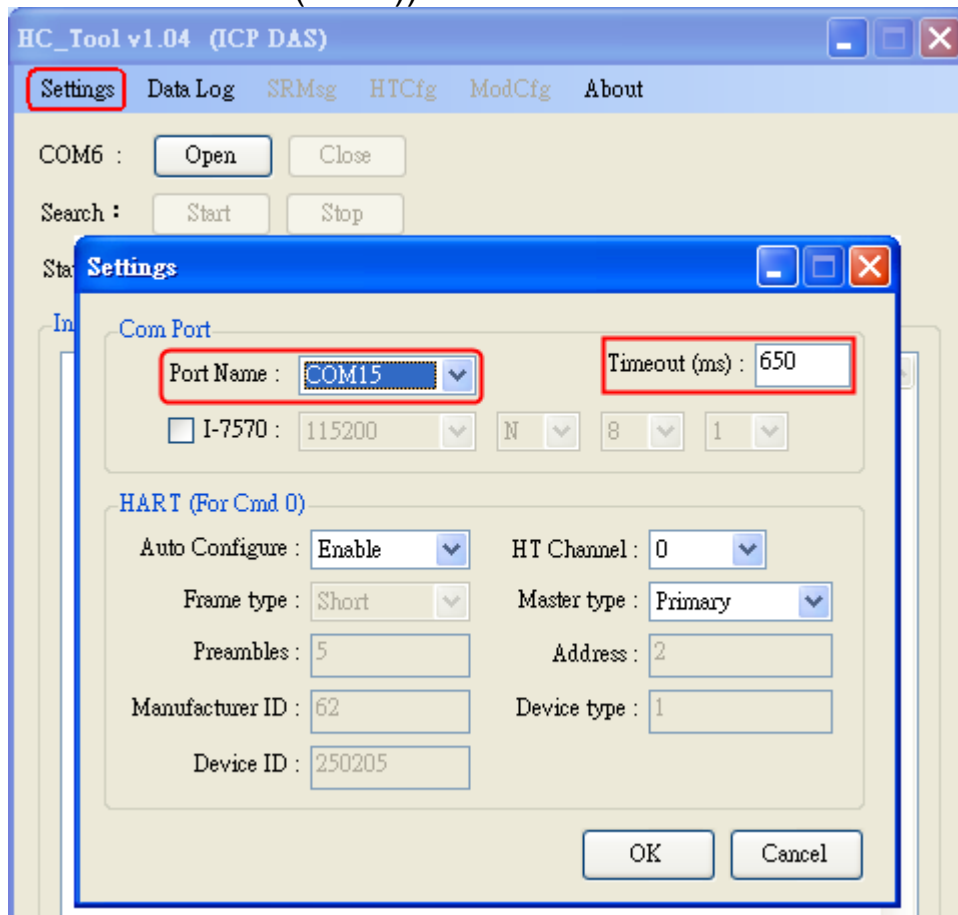 HC_Tool v1.04 (ICP DAS)
Settings Data Log SRMsg HTCfg ModCfg About
COM6 : Open Close
Search : Start Stop
Sta
Settings
In
Com Port
Port Name : COM15 Timeout (ms) : 650
I-7570 : 115200 N 8 1
HART (For Cmd 0)
Auto Configure : Enable HT Channel : 0
Frame type : Short Master type : Primary
Preambles : 5 Address : 2
Manufacturer ID : 62 Device type : 1
Device ID : 250205
OK Cancel